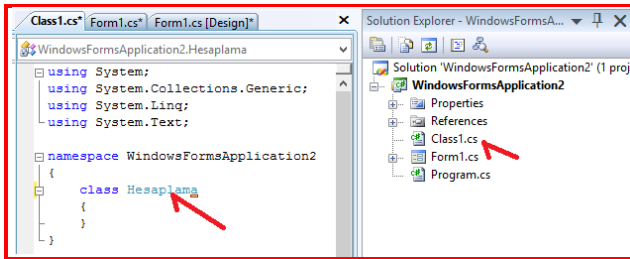 Class1.cs* Form1.cs* Form1.cs [Design]*
WindowsFormsApplication2.Hesaplama
using System;
using System.Collections.Generic;
using System.Linq;
using System.Text;
namespace WindowsFormsApplication2
{
class Hesaplama
{
}
}
Solution Explorer - WindowsFormsA...
Solution 'WindowsFormsApplication2' (1 proj
WindowsFormsApplication2
Properties
References
Class1.cs
Form1.cs
Program.cs